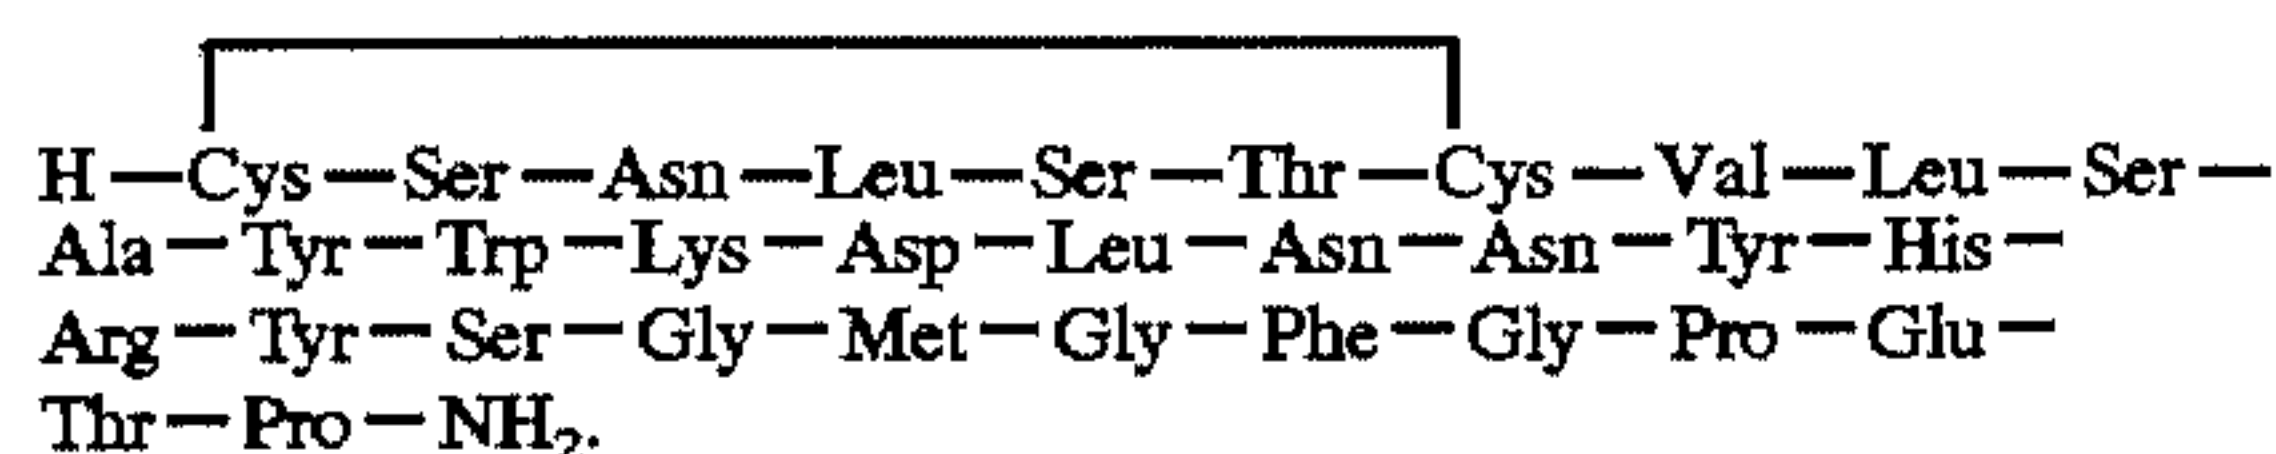 H—Cys—Ser—Asn—Leu—Ser—Thr—Cys—Val—Leu—Ser—
Ala—Tyr—Trp—Lys—Asp—Leu—Asn—Asn—Tyr—His—
Arg—Tyr—Ser—Gly—Met—Gly—Phe—Gly—Pro—Glu—
Thr—Pro—NH₂.